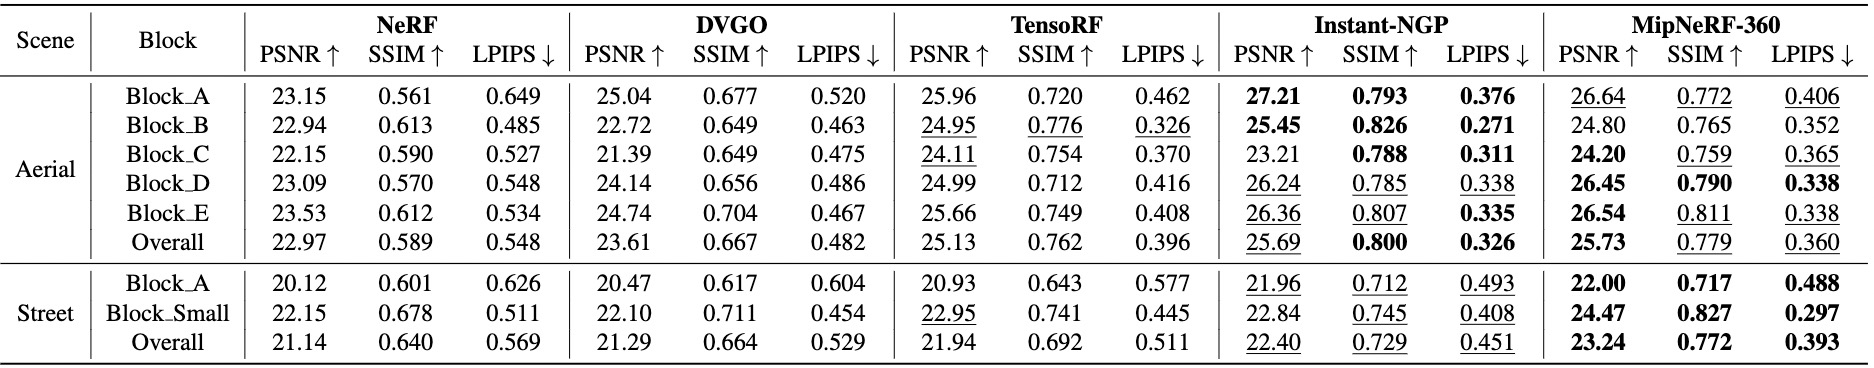 Scene Block NeRF DVGO TensoRF Instant-NGP MipNeRF-360
PSNR ↑ SSIM ↑ LPIPS ↓ PSNR ↑ SSIM ↑ LPIPS ↓ PSNR ↑ SSIM ↑ LPIPS ↓ PSNR ↑ SSIM ↑ LPIPS ↓ PSNR ↑ SSIM ↑ LPIPS ↓
Aerial
Block_A 23.15 0.561 0.649 25.04 0.677 0.520 25.96 0.720 0.462 27.21 0.793 0.376 26.64 0.772 0.406
Block_B 22.94 0.613 0.485 22.72 0.649 0.463 24.95 0.776 0.326 25.45 0.826 0.271 24.80 0.765 0.352
Block_C 22.15 0.590 0.527 21.39 0.649 0.475 24.11 0.754 0.370 23.21 0.788 0.311 24.20 0.759 0.365
Block_D 23.09 0.570 0.548 24.14 0.656 0.486 24.99 0.712 0.416 26.24 0.785 0.338 26.45 0.790 0.338
Block_E 23.53 0.612 0.534 24.74 0.704 0.467 25.66 0.749 0.408 26.36 0.807 0.335 26.54 0.811 0.338
Overall 22.97 0.589 0.548 23.61 0.667 0.482 25.13 0.762 0.396 25.69 0.800 0.326 25.73 0.779 0.360
Street
Block_A 20.12 0.601 0.626 20.47 0.617 0.604 20.93 0.643 0.577 21.96 0.712 0.493 22.00 0.717 0.488
Block_Small 22.15 0.678 0.511 22.10 0.711 0.454 22.95 0.741 0.445 22.84 0.745 0.408 24.47 0.827 0.297
Overall 21.14 0.640 0.569 21.29 0.664 0.529 21.94 0.692 0.511 22.40 0.729 0.451 23.24 0.772 0.393